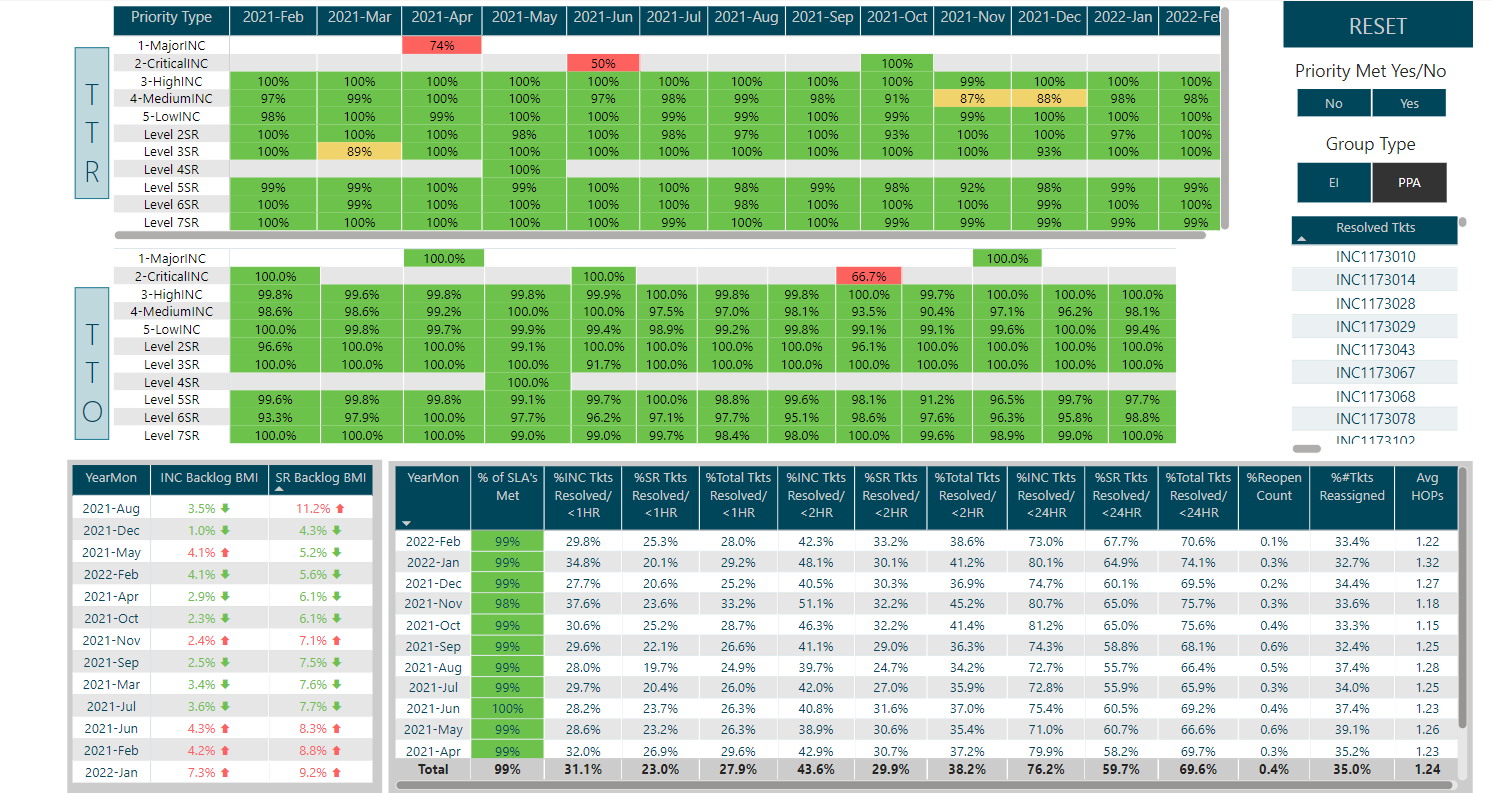 Priority Type 2021-Feb 2021-Mar 2021-Apr 2021-May 2021-Jun 2021-Jul 2021-Aug 2021-Sep 2021-Oct 2021-Nov 2021-Dec 2022-Jan 2022-Feb
1-MajorINC 74%
2-CriticalINC 50% 100%
3-HighINC 100% 100% 100% 100% 100% 100% 100% 100% 100% 99% 100% 100% 100%
4-MediumINC 97% 99% 100% 100% 97% 98% 99% 98% 91% 87% 88% 98% 98%
5-LowINC 98% 100% 99% 100% 100% 99% 99% 100% 99% 99% 100% 100% 100%
Level 2SR 100% 100% 100% 98% 100% 98% 97% 100% 93% 100% 100% 97% 100%
Level 3SR 100% 89% 100% 100% 100% 100% 100% 100% 100% 100% 93% 100% 100%
Level 4SR 100%
Level 5SR 99% 99% 100% 99% 100% 100% 98% 99% 98% 92% 98% 99% 99%
Level 6SR 100% 99% 100% 100% 100% 100% 98% 100% 100% 100% 99% 100% 100%
Level 7SR 100% 100% 100% 100% 100% 99% 100% 100% 99% 99% 99% 99% 99%
TTR
1-MajorINC 100.0% 100.0%
2-CriticalINC 100.0% 100.0% 66.7%
3-HighINC 99.8% 99.6% 99.8% 99.8% 99.9% 100.0% 99.8% 99.8% 100.0% 99.7% 100.0% 100.0% 100.0%
4-MediumINC 98.6% 98.6% 99.2% 100.0% 100.0% 97.5% 97.0% 98.1% 93.5% 90.4% 97.1% 96.2% 98.1%
5-LowINC 100.0% 99.8% 99.7% 99.9% 99.4% 98.9% 99.2% 99.8% 99.1% 99.1% 99.6% 100.0% 99.4%
Level 2SR 96.6% 100.0% 100.0% 99.1% 100.0% 100.0% 100.0% 100.0% 96.1% 100.0% 100.0% 100.0% 100.0%
Level 3SR 100.0% 100.0% 100.0% 100.0% 91.7% 100.0% 100.0% 100.0% 100.0% 100.0% 100.0% 100.0% 100.0%
Level 4SR 100.0%
Level 5SR 99.6% 99.8% 99.8% 99.1% 99.7% 100.0% 98.8% 99.6% 98.1% 91.2% 96.5% 99.7% 97.7%
Level 6SR 93.3% 97.9% 100.0% 97.7% 96.2% 97.1% 97.7% 95.1% 98.6% 97.6% 96.3% 95.8% 98.8%
Level 7SR 100.0% 100.0% 100.0% 99.0% 99.0% 99.7% 98.4% 98.0% 100.0% 99.6% 98.9% 99.0% 100.0%
TTO
RESET
Priority Met Yes/No
No Yes
Group Type
EI PPA
Resolved Tkts
INC1173010
INC1173014
INC1173028
INC1173029
INC1173043
INC1173067
INC1173068
INC1173078
INC1173102
YearMon INC Backlog BMI SR Backlog BMI
2021-Aug 3.5% 11.2%
2021-Dec 1.0% 4.3%
2021-May 4.1% 5.2%
2022-Feb 4.1% 5.6%
2021-Apr 2.9% 6.1%
2021-Oct 2.3% 6.1%
2021-Nov 2.4% 7.1%
2021-Sep 2.5% 7.5%
2021-Mar 3.4% 7.6%
2021-Jul 3.6% 7.7%
2021-Jun 4.3% 8.3%
2021-Feb 4.2% 8.8%
2022-Jan 7.3% 9.2%
YearMon % of SLA's %INC Tkts %SR Tkts %Total Tkts %INC Tkts %SR Tkts %Total Tkts %INC Tkts %SR Tkts %Total Tkts %Reopen %#Tkts Avg
Met Resolved/ Resolved/ Resolved/ Resolved/ Resolved/ Resolved/ Resolved/ Resolved/ Resolved/ Count Reassigned HOPs
<1HR <1HR <1HR <2HR <2HR <2HR <24HR <24HR <24HR
2022-Feb 99% 29.8% 25.3% 28.0% 42.3% 33.2% 38.6% 73.0% 67.7% 70.6% 0.1% 33.4% 1.22
2022-Jan 99% 34.8% 20.1% 29.2% 48.1% 30.1% 41.2% 80.1% 64.9% 74.1% 0.3% 32.7% 1.32
2021-Dec 99% 27.7% 20.6% 25.2% 40.5% 30.3% 36.9% 74.7% 60.1% 69.5% 0.2% 34.4% 1.27
2021-Nov 98% 37.6% 23.6% 33.2% 51.1% 32.2% 45.2% 80.7% 65.0% 75.7% 0.3% 33.6% 1.18
2021-Oct 99% 30.6% 25.2% 28.7% 46.3% 32.2% 41.4% 81.2% 65.0% 75.6% 0.4% 33.3% 1.15
2021-Sep 99% 29.6% 22.1% 26.6% 41.1% 29.0% 36.3% 74.3% 58.8% 68.1% 0.6% 32.4% 1.25
2021-Aug 99% 28.0% 19.7% 24.9% 39.7% 24.7% 34.2% 72.7% 55.7% 66.4% 0.5% 37.4% 1.28
2021-Jul 99% 29.7% 20.4% 26.0% 42.0% 27.0% 35.9% 72.8% 55.9% 65.9% 0.3% 34.0% 1.25
2021-Jun 100% 28.2% 23.7% 26.3% 40.8% 31.6% 37.0% 75.4% 60.5% 69.2% 0.4% 37.4% 1.23
2021-May 99% 28.6% 23.2% 26.3% 38.9% 30.6% 35.4% 71.0% 60.7% 66.6% 0.6% 39.1% 1.26
2021-Apr 99% 32.0% 26.9% 29.6% 42.9% 30.7% 37.2% 79.9% 58.2% 69.7% 0.3% 35.2% 1.23
Total 99% 31.1% 23.0% 27.9% 43.6% 29.9% 38.2% 76.2% 59.7% 69.6% 0.4% 35.0% 1.24